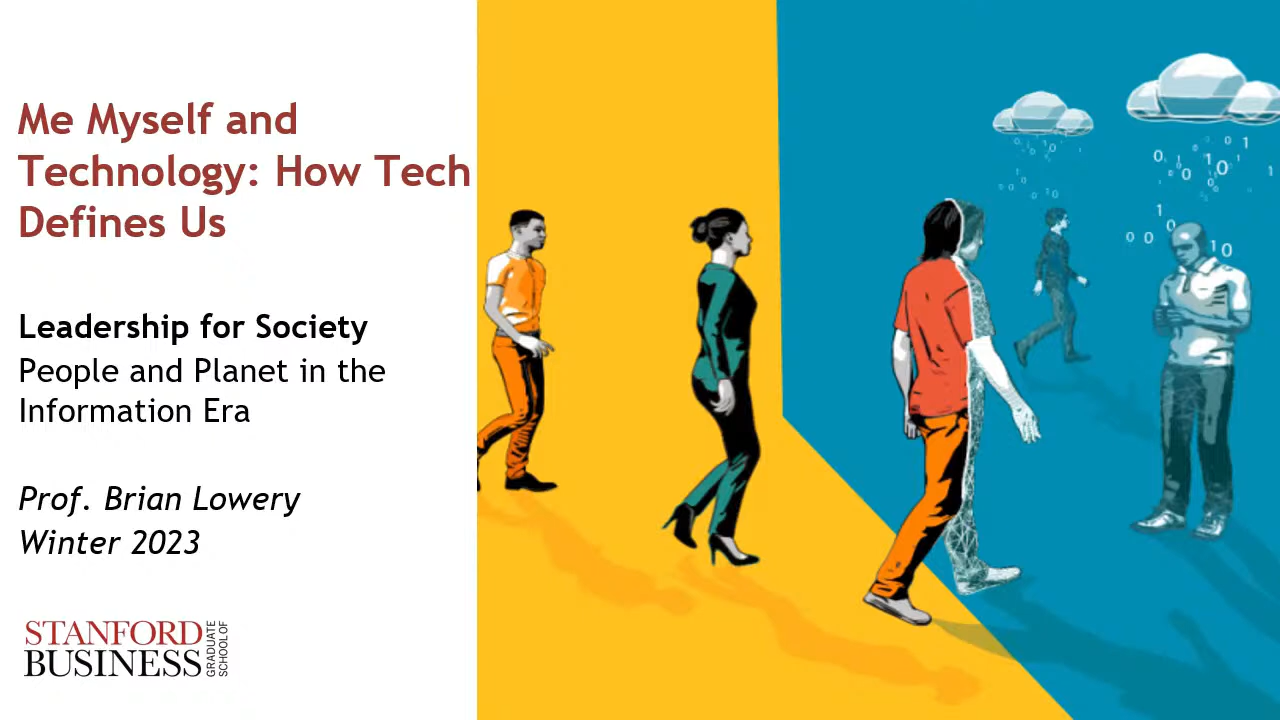 Me Myself and
Technology: How Tech
Defines Us
Leadership for Society
People and Planet in the
Information Era
Prof. Brian Lowery
Winter 2023
STANFORD
BUSINESS
GRADUATE
SCHOOL OF